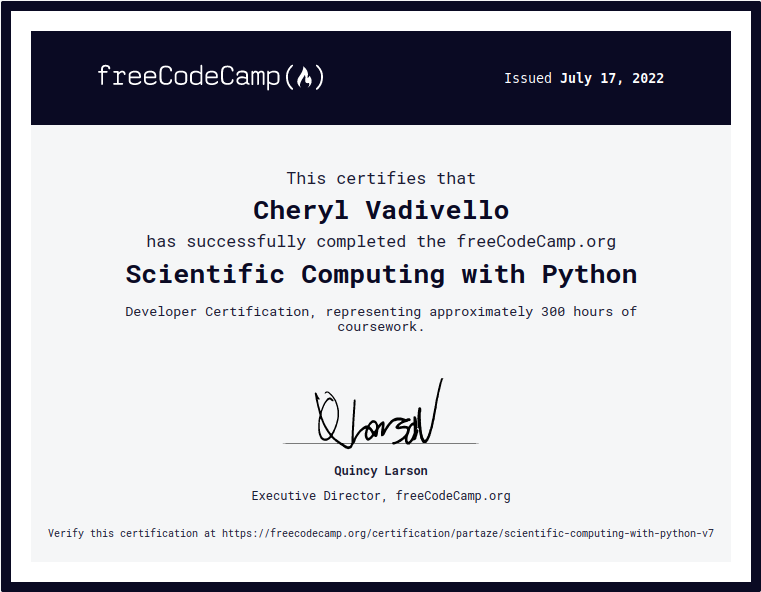 freeCodeCamp
Issued July 17, 2022
This certifies that
Cheryl Vadivello
has successfully completed the freeCodeCamp.org
Scientific Computing with Python
Developer Certification, representing approximately 300 hours of
coursework.
Q Larson
Quincy Larson
Executive Director, freeCodeCamp.org
Verify this certification at https://freecodecamp.org/certification/partaze/scientific-computing-with-python-v7